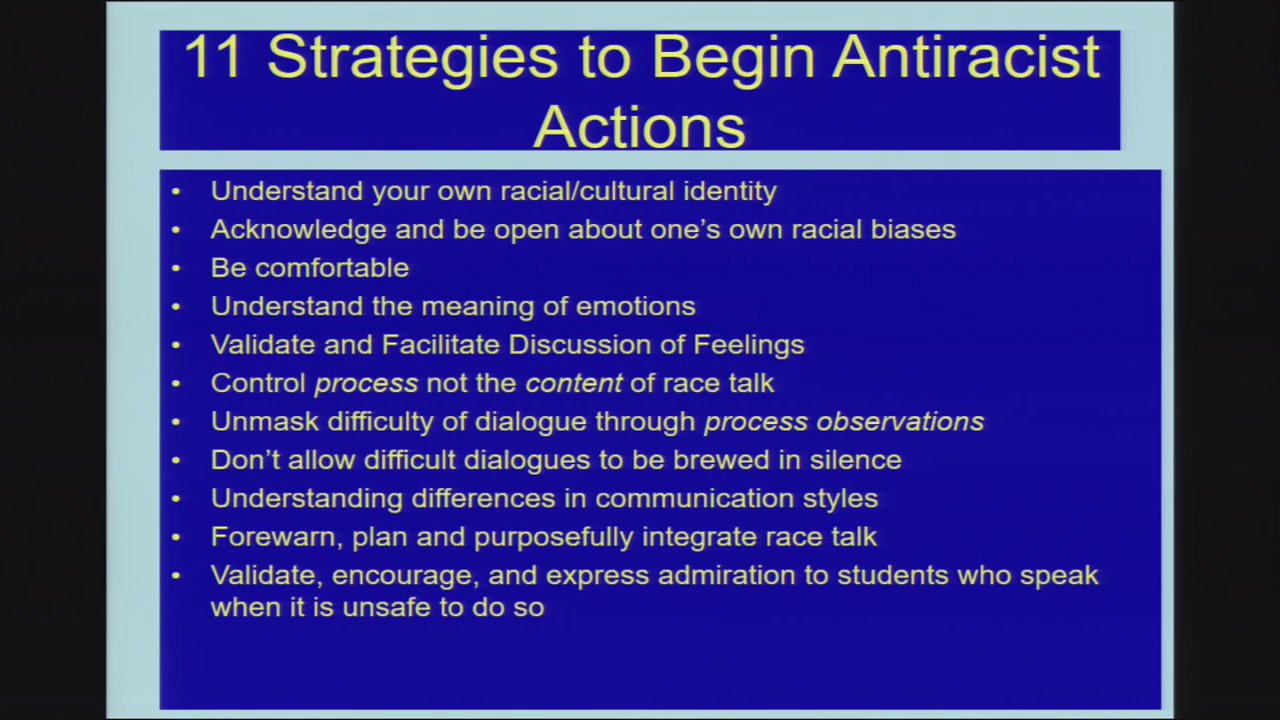 11 Strategies to Begin Antiracist
Actions
• Understand your own racial/cultural identity
• Acknowledge and be open about one's own racial biases
• Be comfortable
• Understand the meaning of emotions
• Validate and Facilitate Discussion of Feelings
• Control process not the content of race talk
• Unmask difficulty of dialogue through process observations
• Don't allow difficult dialogues to be brewed in silence
• Understanding differences in communication styles
• Forewarn, plan and purposefully integrate race talk
• Validate, encourage, and express admiration to students who speak
when it is unsafe to do so